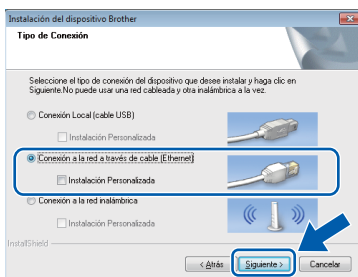 Instalación del dispositivo Brother
Tipo de Conexión
Seleccione el tipo de conexión del dispositivo que desee instalar y haga clic en
Siguiente.No puede usar una red cableada y otra inalámbrica a la vez.
Conexión Local (cable USB)
Instalación Personalizada
Conexión a la red a través de cable (Ethernet)
Instalación Personalizada
Conexión a la red inalámbrica
Instalación Personalizada
InstallShield
< Atrás
Siguiente >
Cancelar